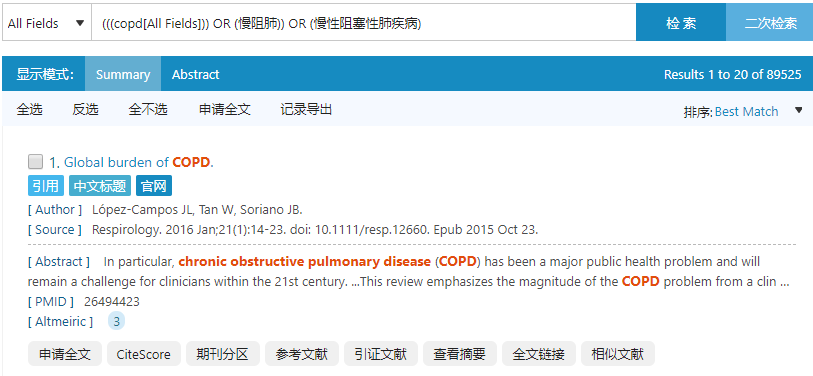 All Fields (((copd[All Fields])) OR (慢阻肺)) OR (慢性阻塞性肺疾病) 检 索 二次检索
显示模式: Summary Abstract Results 1 to 20 of 89525
全选 反选 全不选 申请全文 记录导出 排序:Best Match
1. Global burden of COPD.
引用 中文标题 官网
[ Author ] López-Campos JL, Tan W, Soriano JB.
[ Source ] Respirology. 2016 Jan;21(1):14-23. doi: 10.1111/resp.12660. Epub 2015 Oct 23.
[ Abstract ] In particular, chronic obstructive pulmonary disease (COPD) has been a major public health problem and will
remain a challenge for clinicians within the 21st century. ...This review emphasizes the magnitude of the COPD problem from a clin ...
[ PMID ] 26494423
[ Altmeiric ] 3
申请全文 CiteScore 期刊分区 参考文献 引证文献 查看摘要 全文链接 相似文献